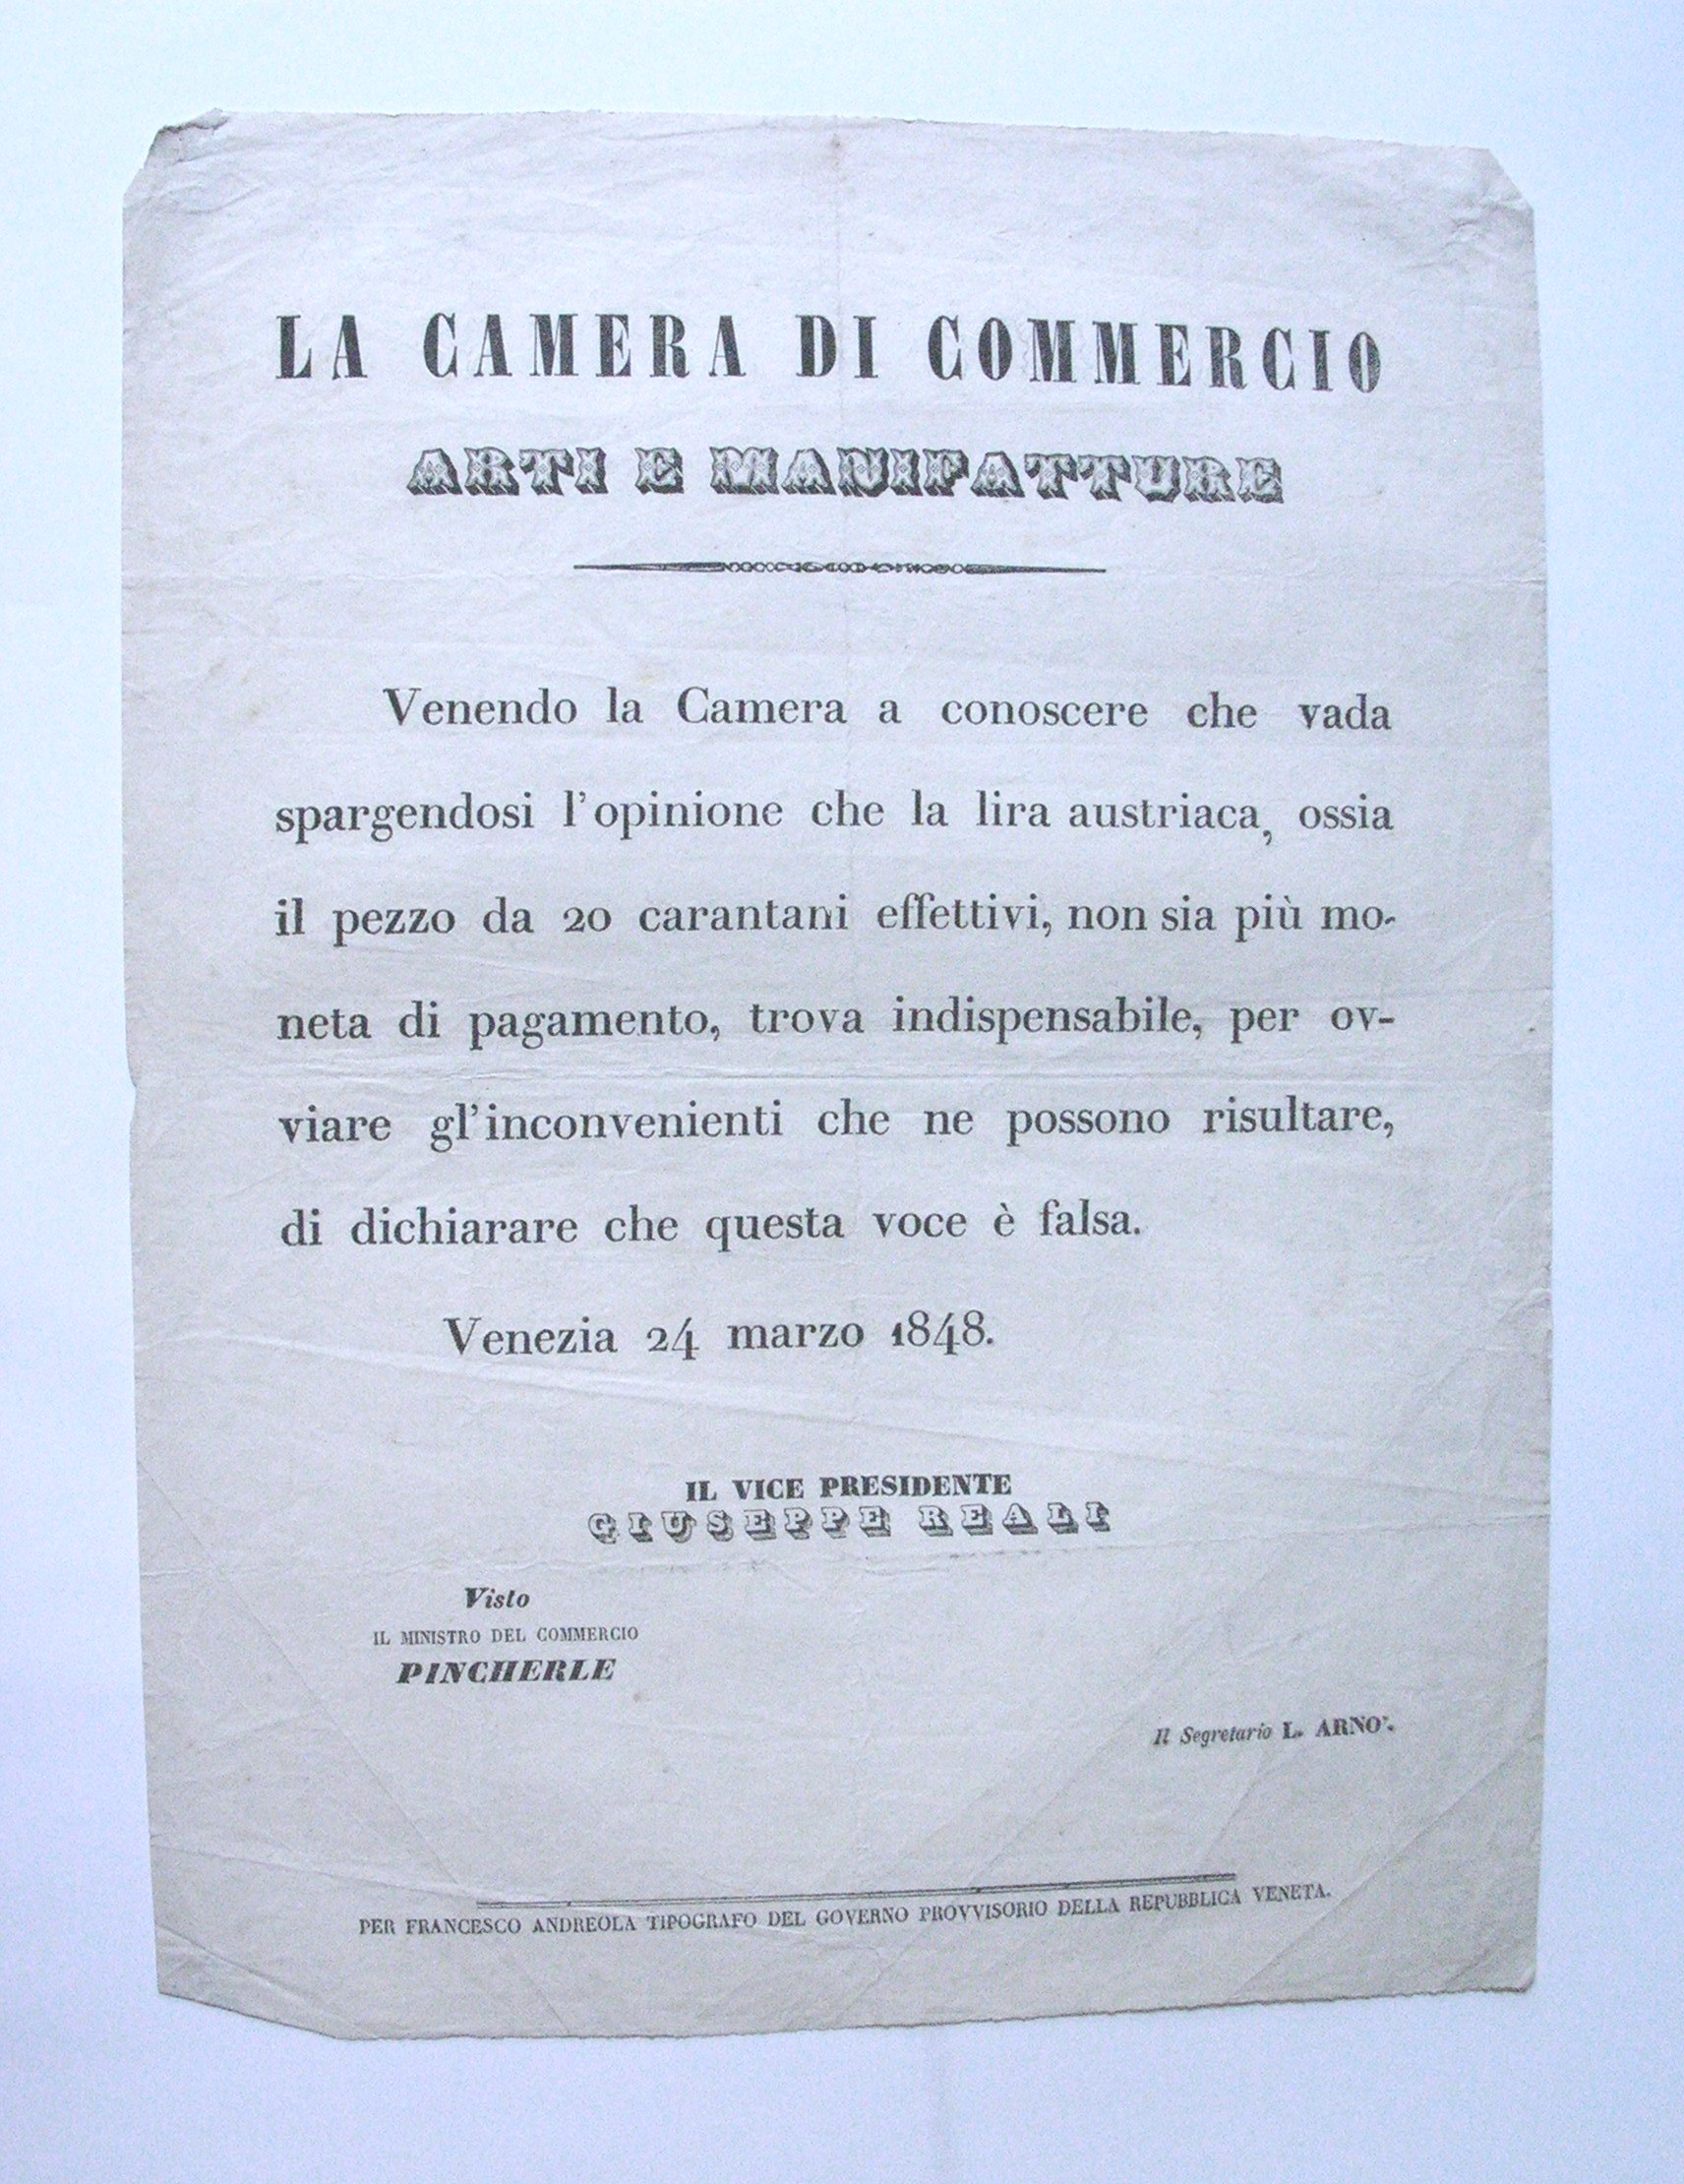 LA CAMERA DI COMMERCIO
ARTI E MANIFATTURE
Venendo la Camera a conoscere che vada
spargendosi l'opinione che la lira austriaca, ossia
il pezzo da 20 carantani effettivi, non sia più mo-
neta di pagamento, trova indispensabile, per ov-
viare gl'inconvenienti che ne possono risultare,
di dichiarare che questa voce è falsa.
Venezia 24 marzo 1848.
IL VICE PRESIDENTE
GIUSEPPE REALI
Visto
IL MINISTRO DEL COMMERCIO
PINCHERLE
Il Segretario L. ARNO'.
PER FRANCESCO ANDREOLA TIPOGRAFO DEL GOVERNO PROVVISORIO DELLA REPUBBLICA VENETA.